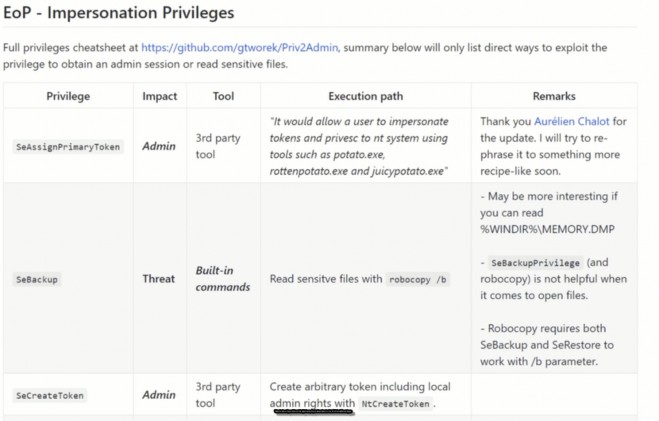 EoP - Impersonation Privileges
Full privileges cheatsheet at https://github.com/gtworek/Priv2Admin, summary below will only list direct ways to exploit the
privilege to obtain an admin session or read sensitive files.
Privilege Impact Tool Execution path Remarks
SeAssignPrimaryToken
Admin
3rd party
tool
"It would allow a user to impersonate
tokens and privesc to nt system using
tools such as potato.exe,
rottenpotato.exe and juicypotato.exe"
Thank you Aurélien Chalot for
the update. I will try to re-
phrase it to something more
recipe-like soon.
SeBackup
Threat
Built-in
commands
Read sensitve files with robocopy /b
- May be more interesting if
you can read
%WINDIR%\MEMORY.DMP
- SeBackupPrivilege (and
robocopy) is not helpful when
it comes to open files.
- Robocopy requires both
SeBackup and SeRestore to
work with /b parameter.
SeCreateToken
Admin
3rd party
tool
Create arbitrary token including local
admin rights with NtCreateToken .